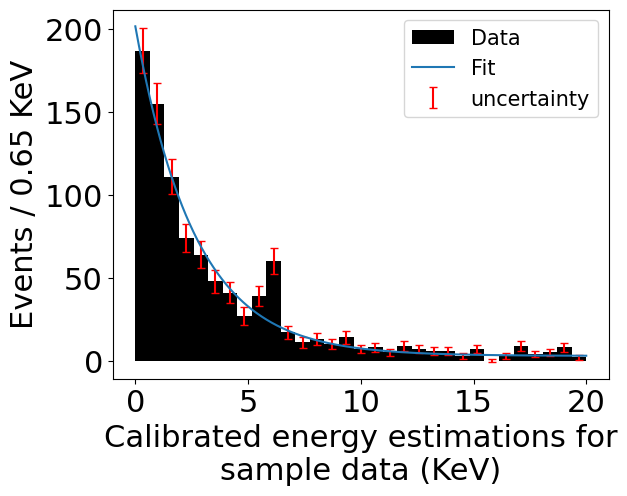 200
150
100
50
0
Events / 0.65 KeV
Data
Fit
uncertainty
0 5 10 15 20
Calibrated energy estimations for
sample data (KeV)